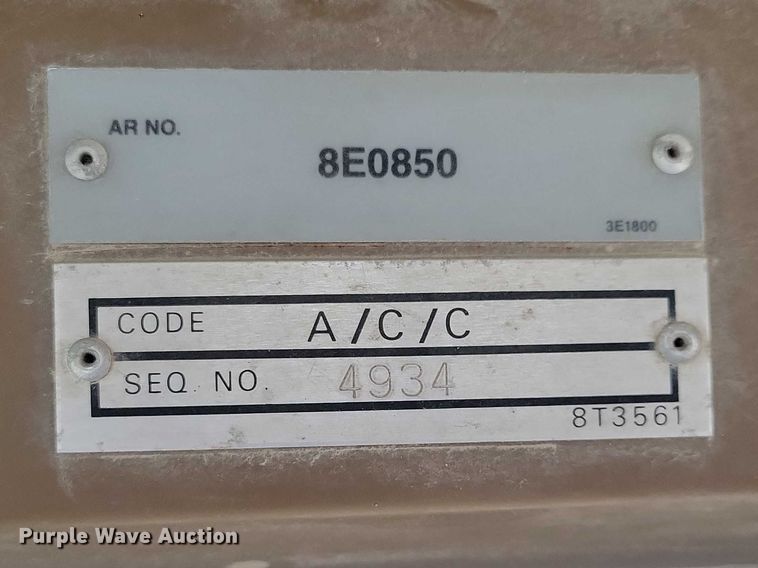 AR NO.
8E0850
3E1800
CODE A/C/C
SEQ. NO. 4934
8T3561
Purple Wave Auction®